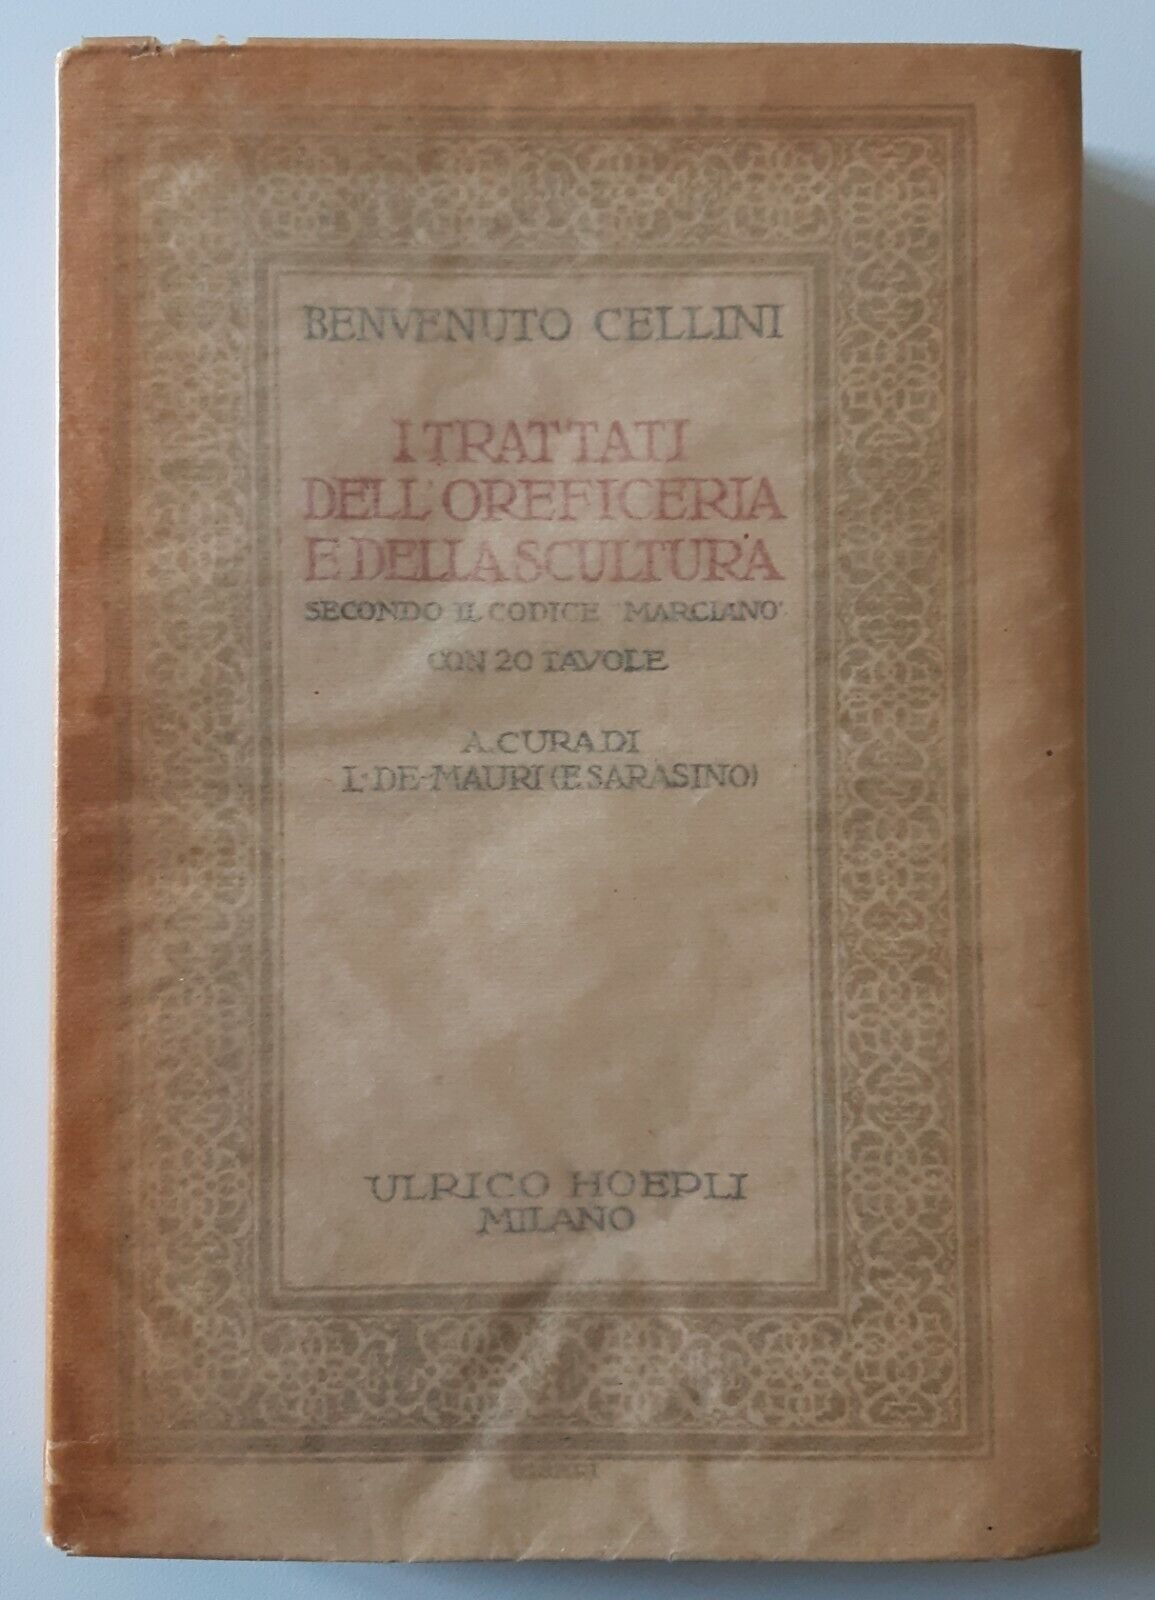 BENVENUTO CELLINI
I TRATTATI
DELL'OREFICERIA
E DELLA SCULTURA
SECONDO IL CODICE "MARCIANO"
CON 20 TAVOLE
A CURA DI
L. DE-MAURI (E. SARASINO)
ULRICO HOEPLI
MILANO